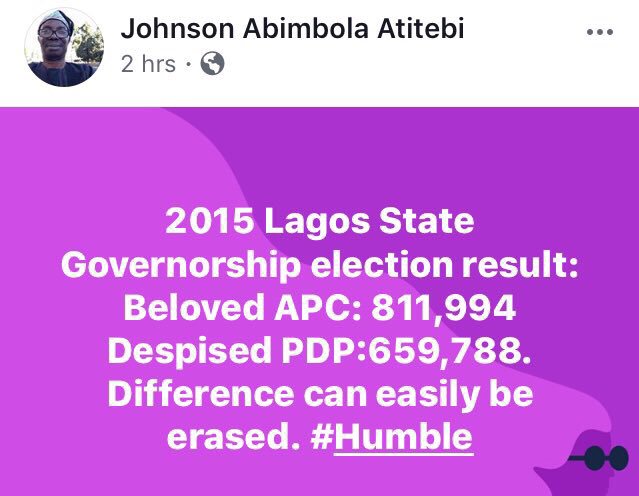 Johnson Abimbola Atitebi
2 hrs ·
2015 Lagos State
Governorship election result:
Beloved APC: 811,994
Despised PDP:659,788.
Difference can easily be
erased. #Humble